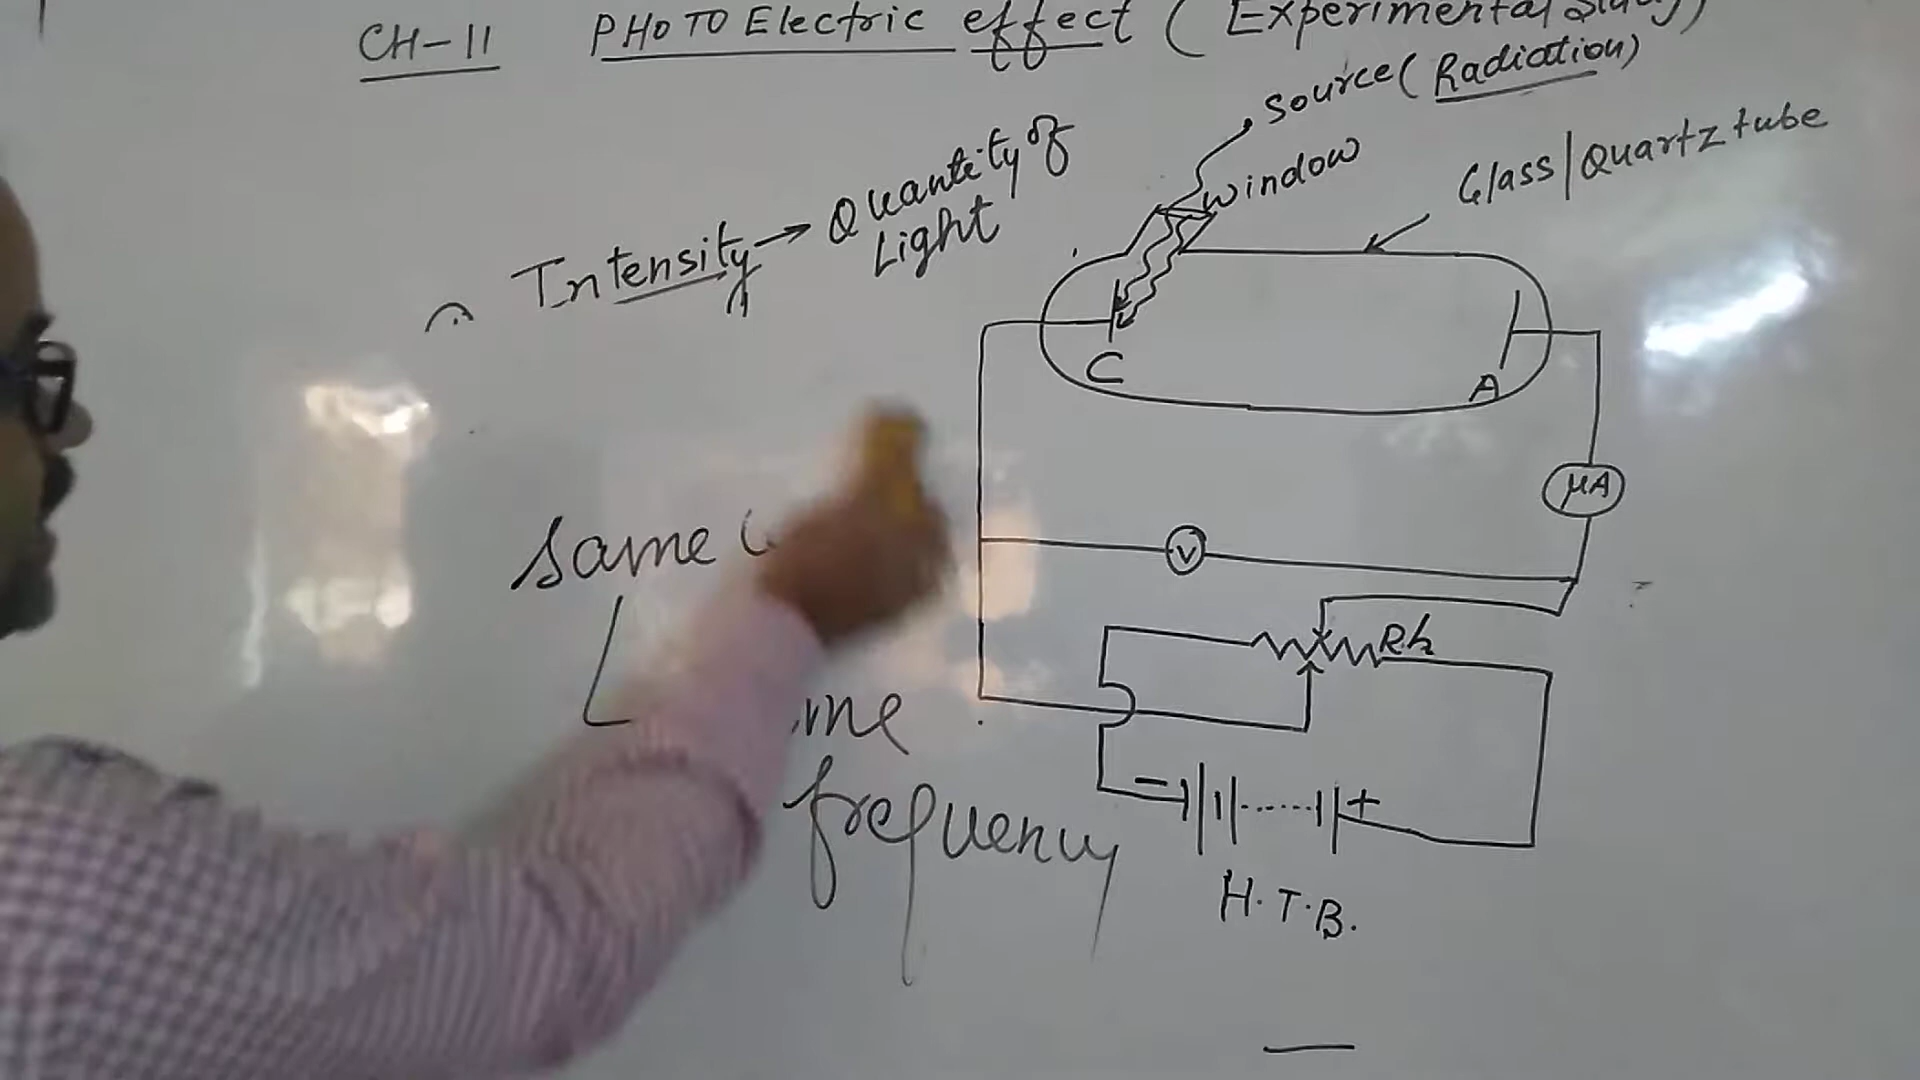 CH-11 PHOTO Electric effect ( Experimental Study)
Source ( Radiation)
window
Glass | Quartz tube
Intensity → Quantity of
Light
C
A
μA
same
V
Rh
me
frequency
- +
H.T.B.